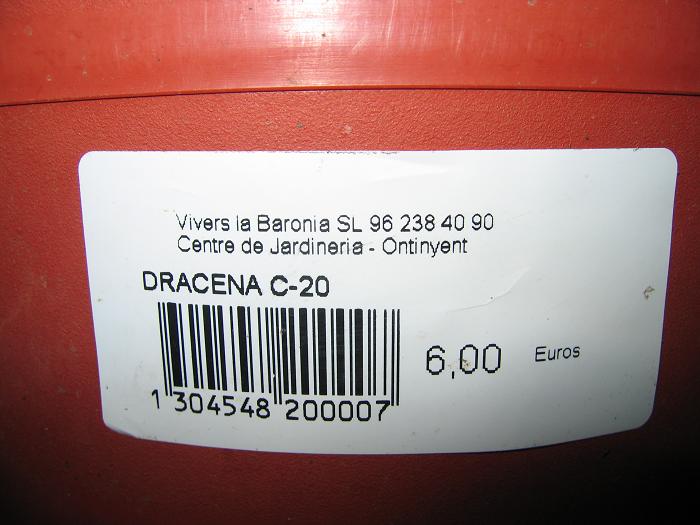 Vivers la Baronia SL 96 238 40 90
Centre de Jardineria - Ontinyent
DRACENA C-20
6,00 Euros
1 304548 200007